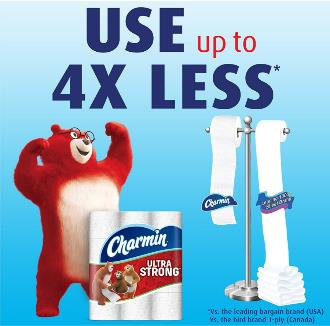 USE up to
4X LESS*
Charmin
ULTRA
STRONG
Charmin
*Vs. the leading bargain brand (USA)
Vs. the bird brand 1-ply (Canada)